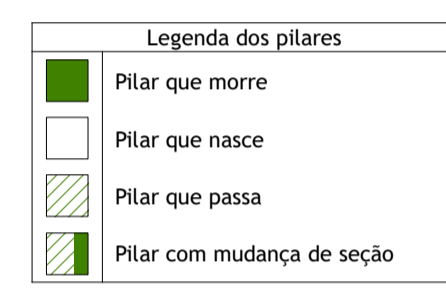 Legenda dos pilares
Pilar que morre
Pilar que nasce
Pilar que passa
Pilar com mudança de seção